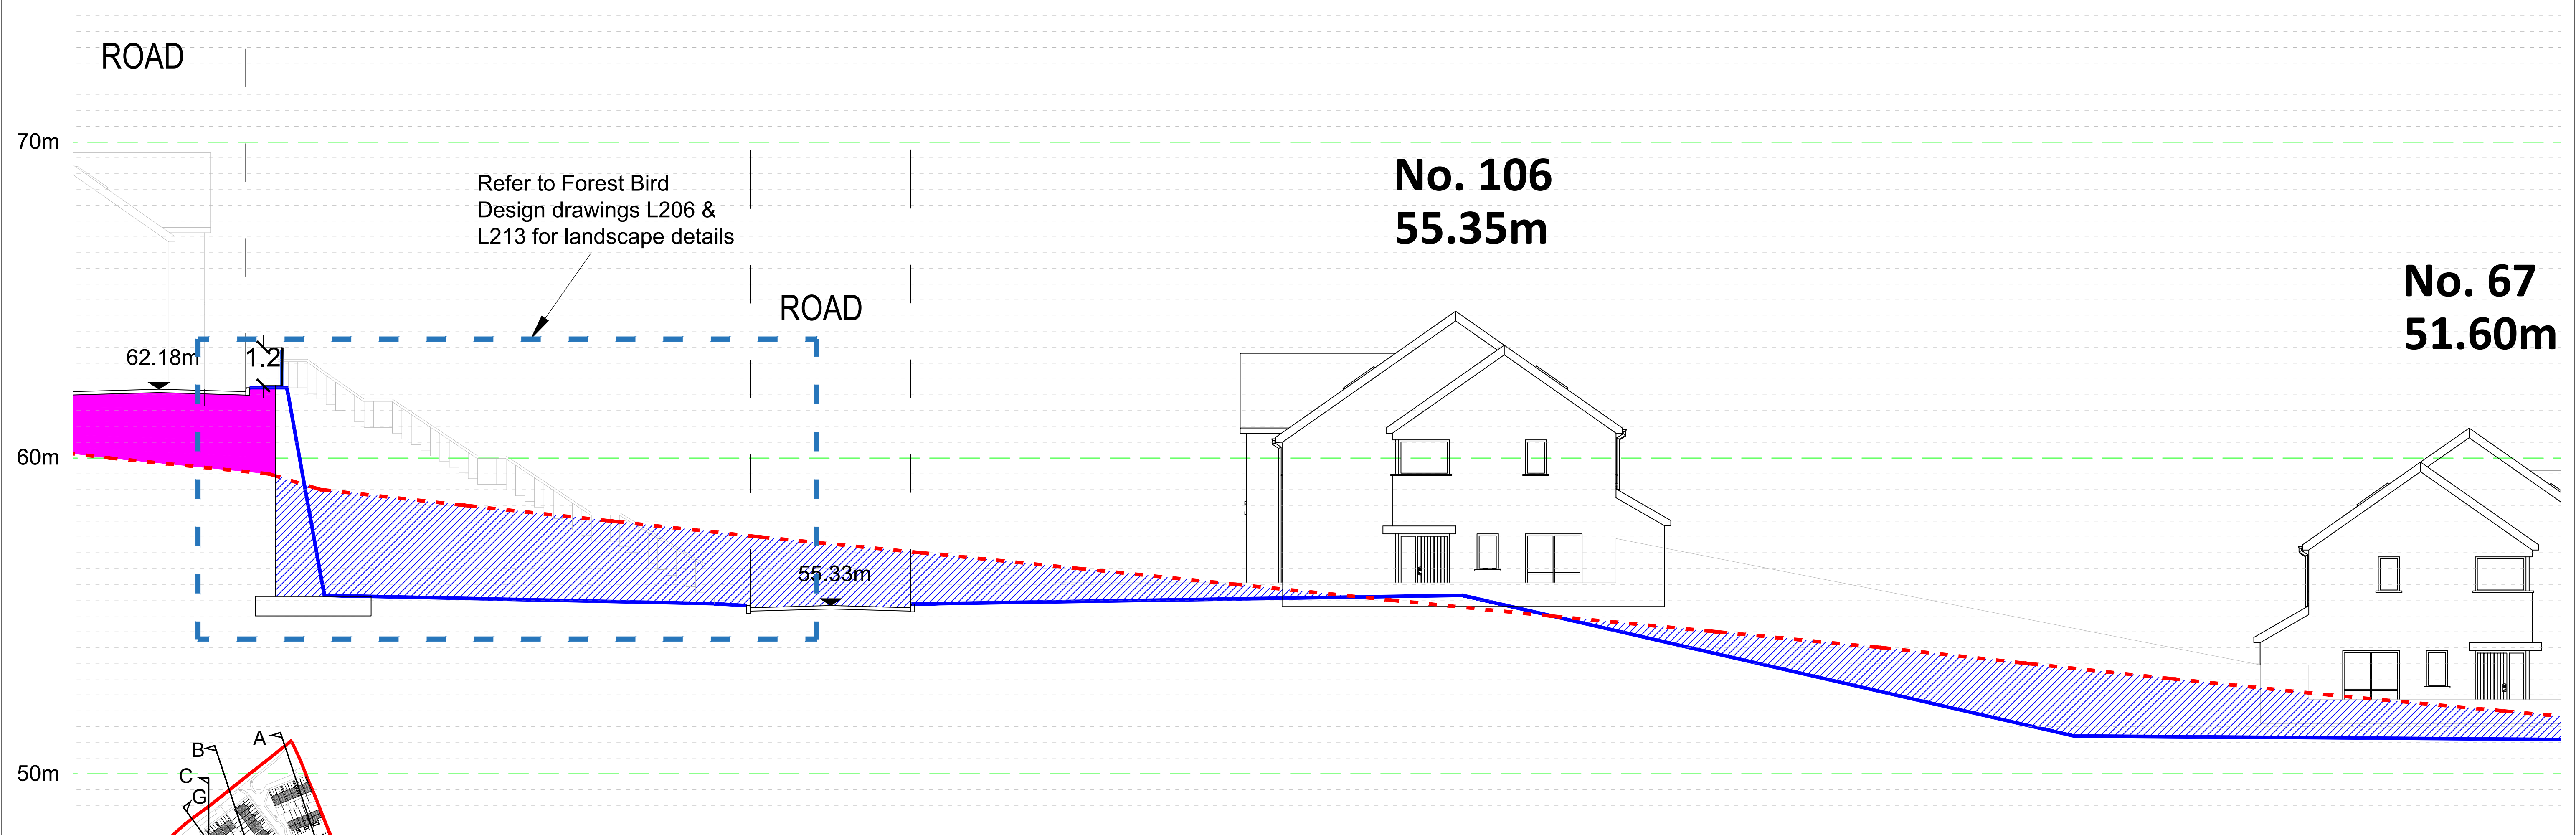 ROAD
70m
Refer to Forest Bird
Design drawings L206 &
L213 for landscape details
No. 106
55.35m
ROAD
No. 67
51.60m
62.18m
1.2
60m
55.33m
50m
B
A
C
G